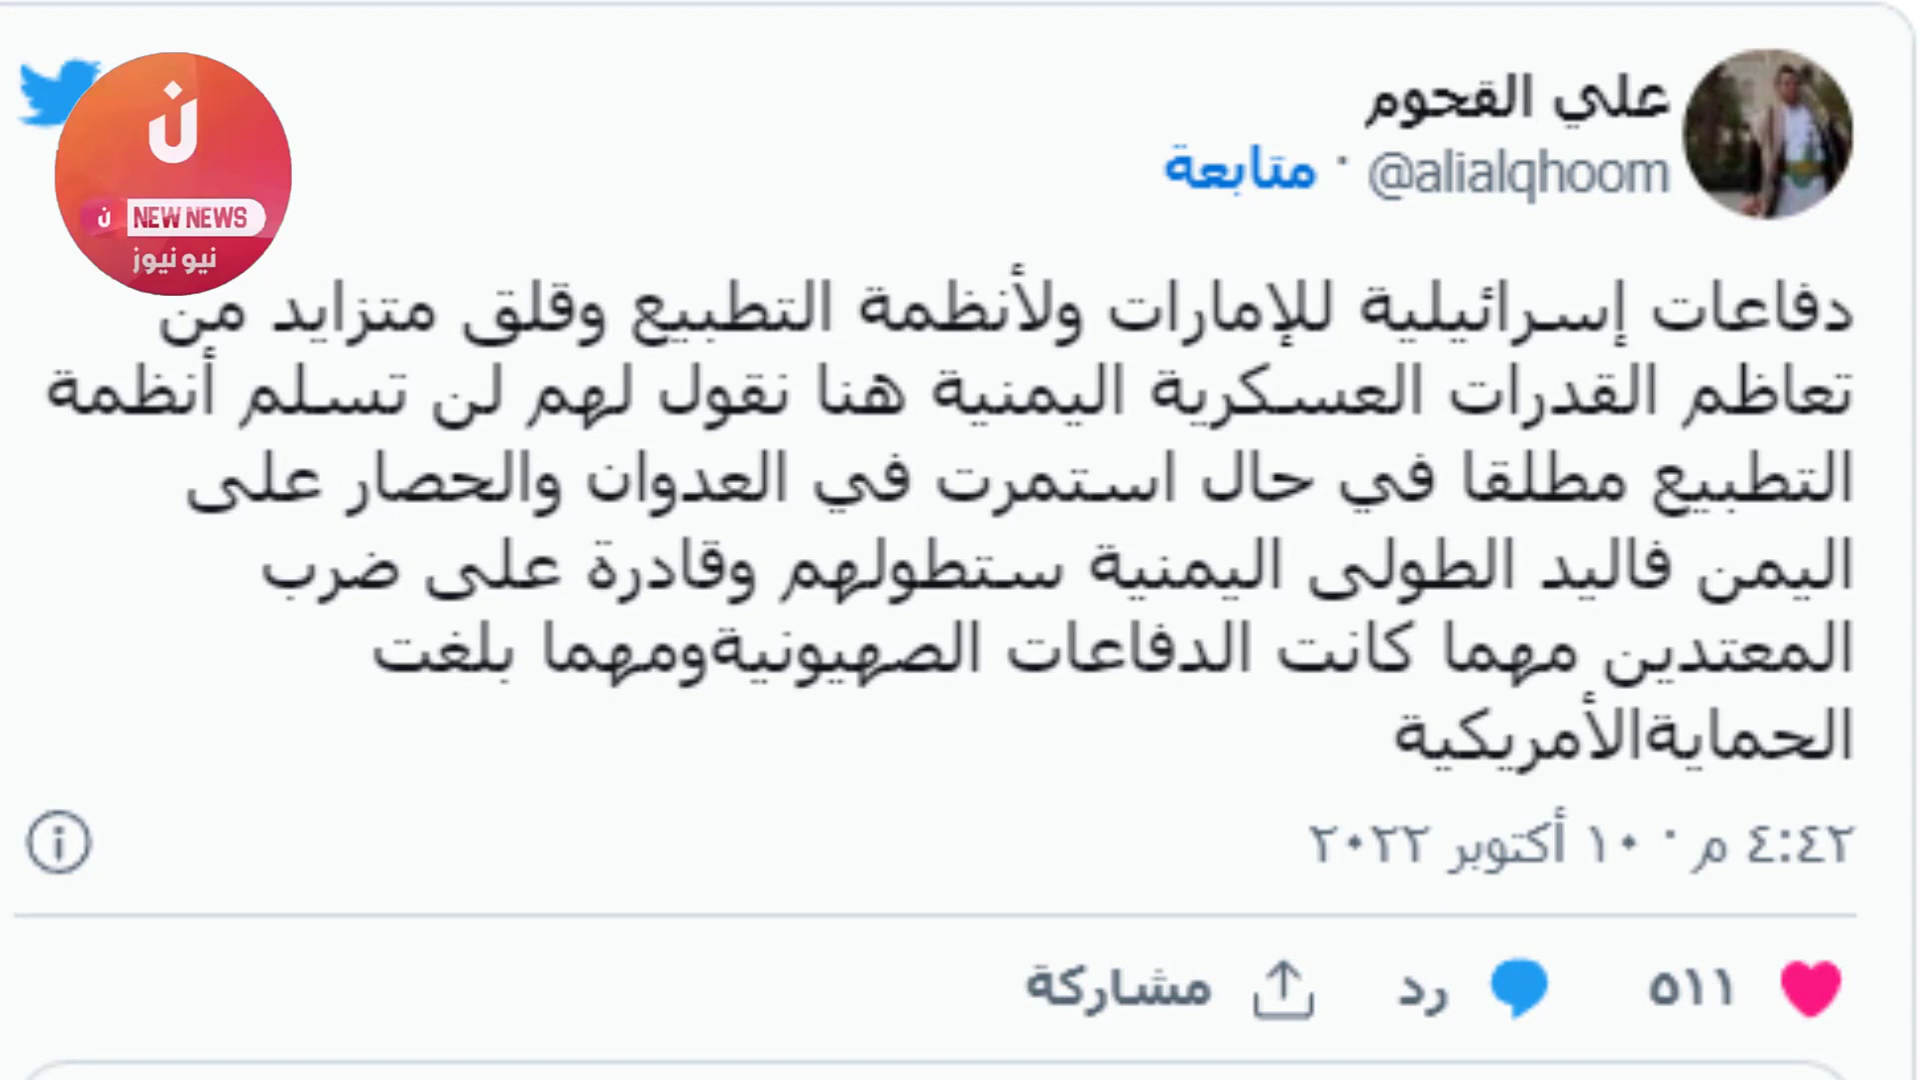 علي القحوم
@alialqhoom · متابعة
ن
ن NEW NEWS
نيو نيوز
دفاعات إسرائيلية للإمارات ولأنظمة التطبيع وقلق متزايد من
تعاظم القدرات العسكرية اليمنية هنا نقول لهم لن تسلم أنظمة
التطبيع مطلقا في حال استمرت في العدوان والحصار على
اليمن فاليد الطولى اليمنية ستطولهم وقادرة على ضرب
المعتدين مهما كانت الدفاعات الصهيونيةومهما بلغت
الحمايةالأمريكية
٤:٤٢ م · ١٠ أكتوبر ٢٠٢٢
٥١١ رد مشاركة